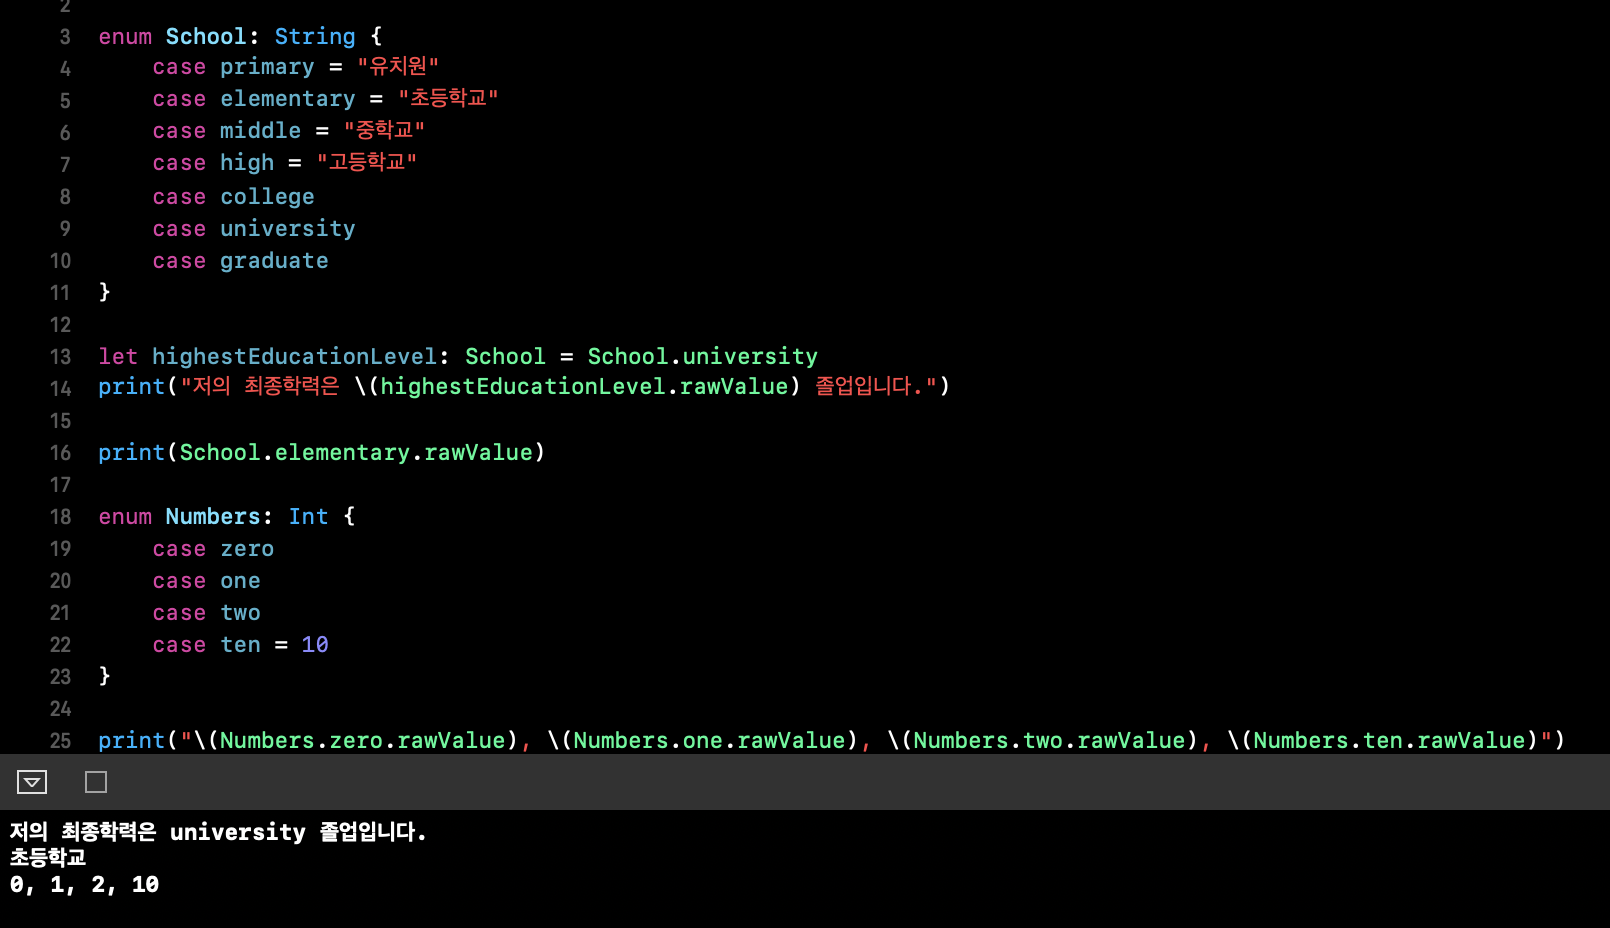 2
3 enum School: String {
4     case primary = "유치원"
5     case elementary = "초등학교"
6     case middle = "중학교"
7     case high = "고등학교"
8     case college
9     case university
10     case graduate
11 }
12
13 let highestEducationLevel: School = School.university
14 print("저의 최종학력은 \(highestEducationLevel.rawValue) 졸업입니다.")
15
16 print(School.elementary.rawValue)
17
18 enum Numbers: Int {
19     case zero
20     case one
21     case two
22     case ten = 10
23 }
24
25 print("\(Numbers.zero.rawValue), \(Numbers.one.rawValue), \(Numbers.two.rawValue), \(Numbers.ten.rawValue)")
저의 최종학력은 university 졸업입니다.
초등학교
0, 1, 2, 10